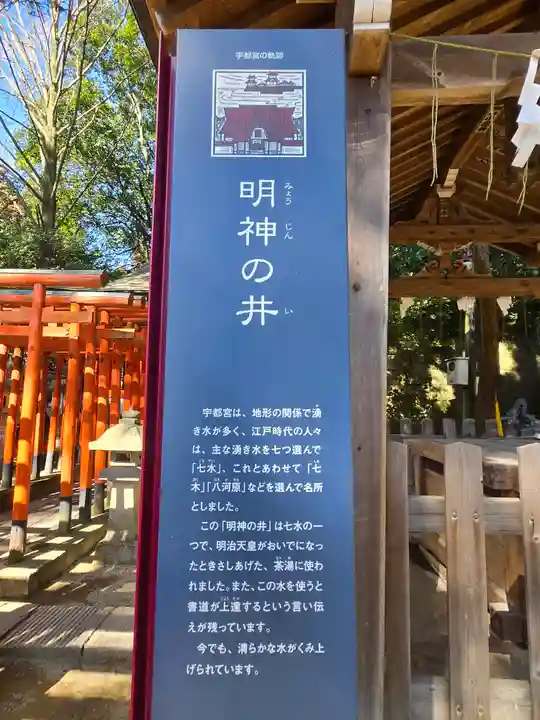 宇都宮の軌跡
明神の井
みょう じん い
宇都宮は、地形の関係で湧
き水が多く、江戸時代の人々
は、主な湧き水を七つ選んで
「七水」、これとあわせて「七
木」「八河原」などを選んで名所
としました。
この「明神の井」は七水の一
つで、明治天皇がおいでになっ
たときさしあげた、茶湯に使わ
れました。また、この水を使うと
書道が上達するという言い伝
えが残っています。
今でも、清らかな水がくみ上
げられています。